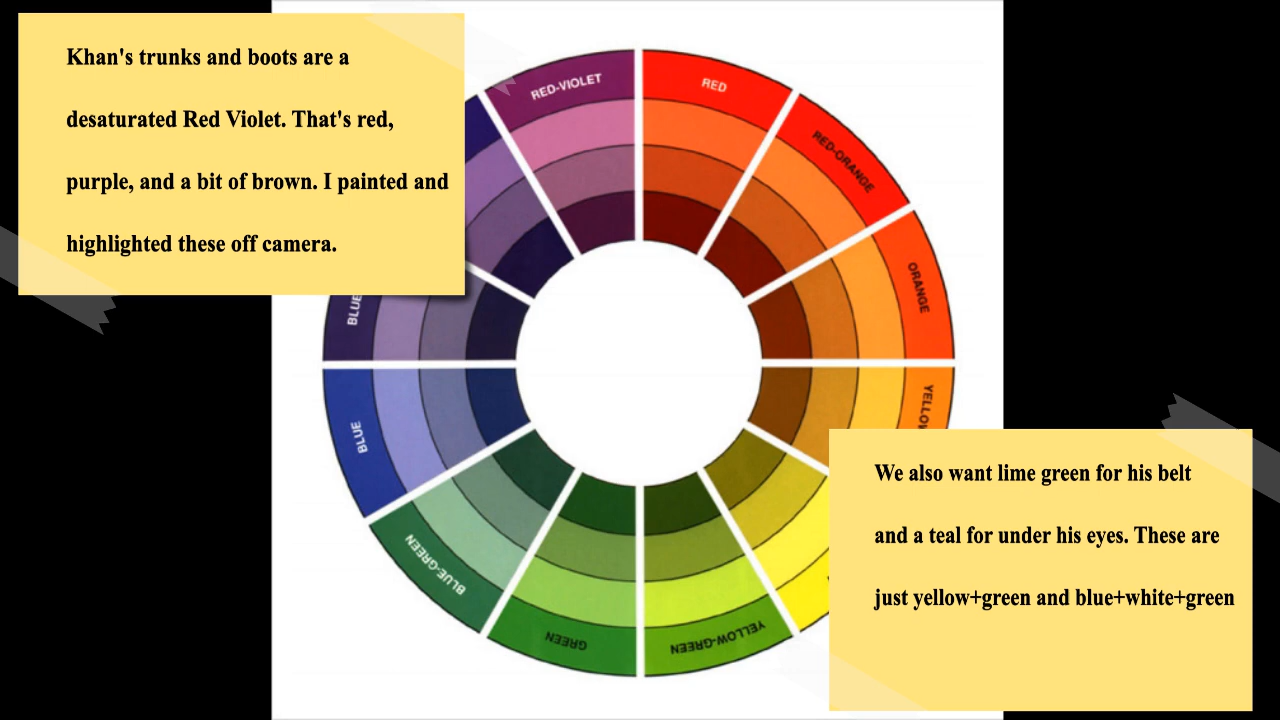 Khan's trunks and boots are a
desaturated Red Violet. That's red,
purple, and a bit of brown. I painted and
highlighted these off camera.
RED-VIOLET
RED
RED-ORANGE
ORANGE
BLUE
GREEN
BLUE-GREEN
YELLOW-GREEN
We also want lime green for his belt
and a teal for under his eyes. These are
just yellow+green and blue+white+green